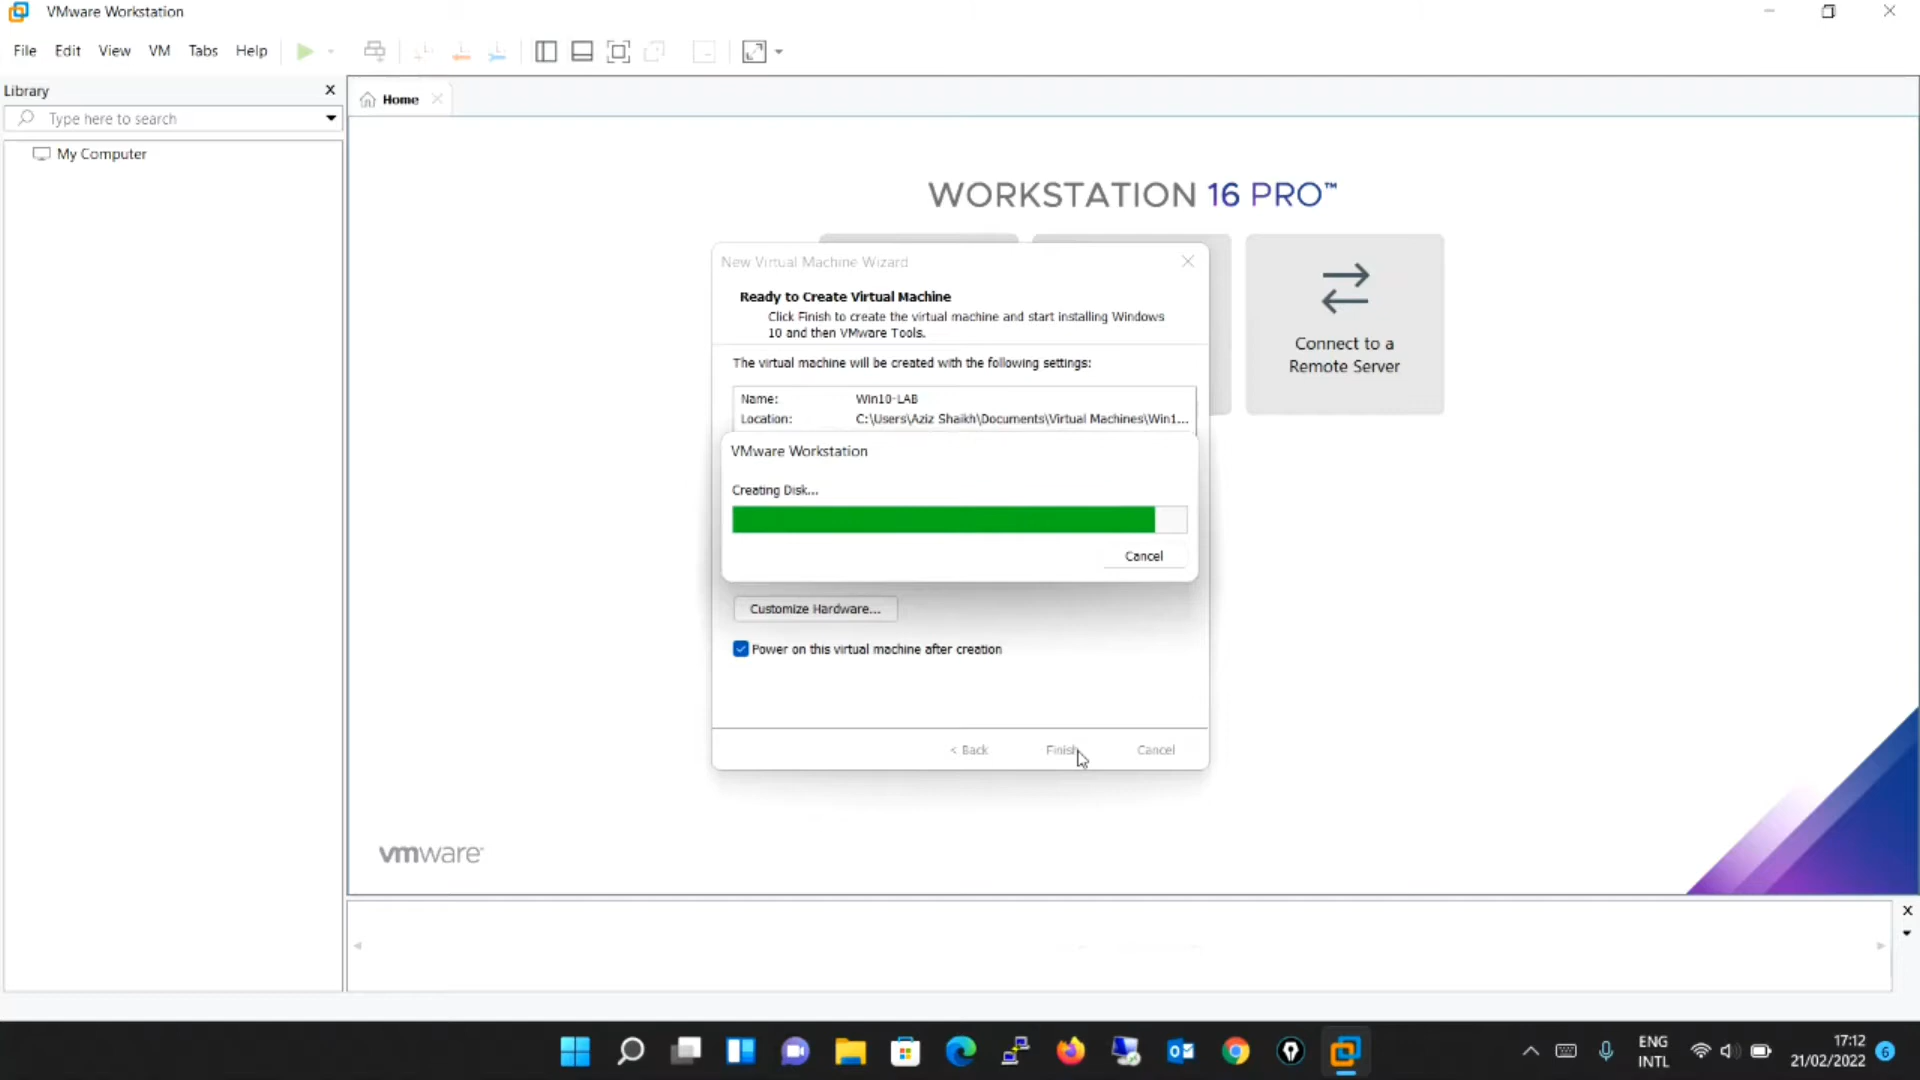 VMware Workstation
File Edit View VM Tabs Help
Library
Type here to search
My Computer
Home
WORKSTATION 16 PRO™
Connect to a
Remote Server
New Virtual Machine Wizard
Ready to Create Virtual Machine
Click Finish to create the virtual machine and start installing Windows
10 and then VMware Tools.
The virtual machine will be created with the following settings:
Name: Win10-LAB
Location: C:\Users\Aziz Shaikh\Documents\Virtual Machines\Win1...
VMware Workstation
Creating Disk...
Cancel
Customize Hardware...
Power on this virtual machine after creation
< Back Finish Cancel
vmware
ENG
INTL
17:12
21/02/2022
6